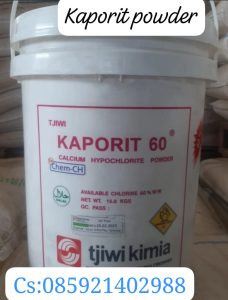 Kaporit powder
TJIWI
KAPORIT 60®
CALCIUM HYPOCHLORITE POWDER
Chem-CH
HALAL
AVAILABLE CHLORINE 60% W/W
NET. WT. 15.0 KGS
QC. PASS :
tjiwi kimia
Cs:085921402988